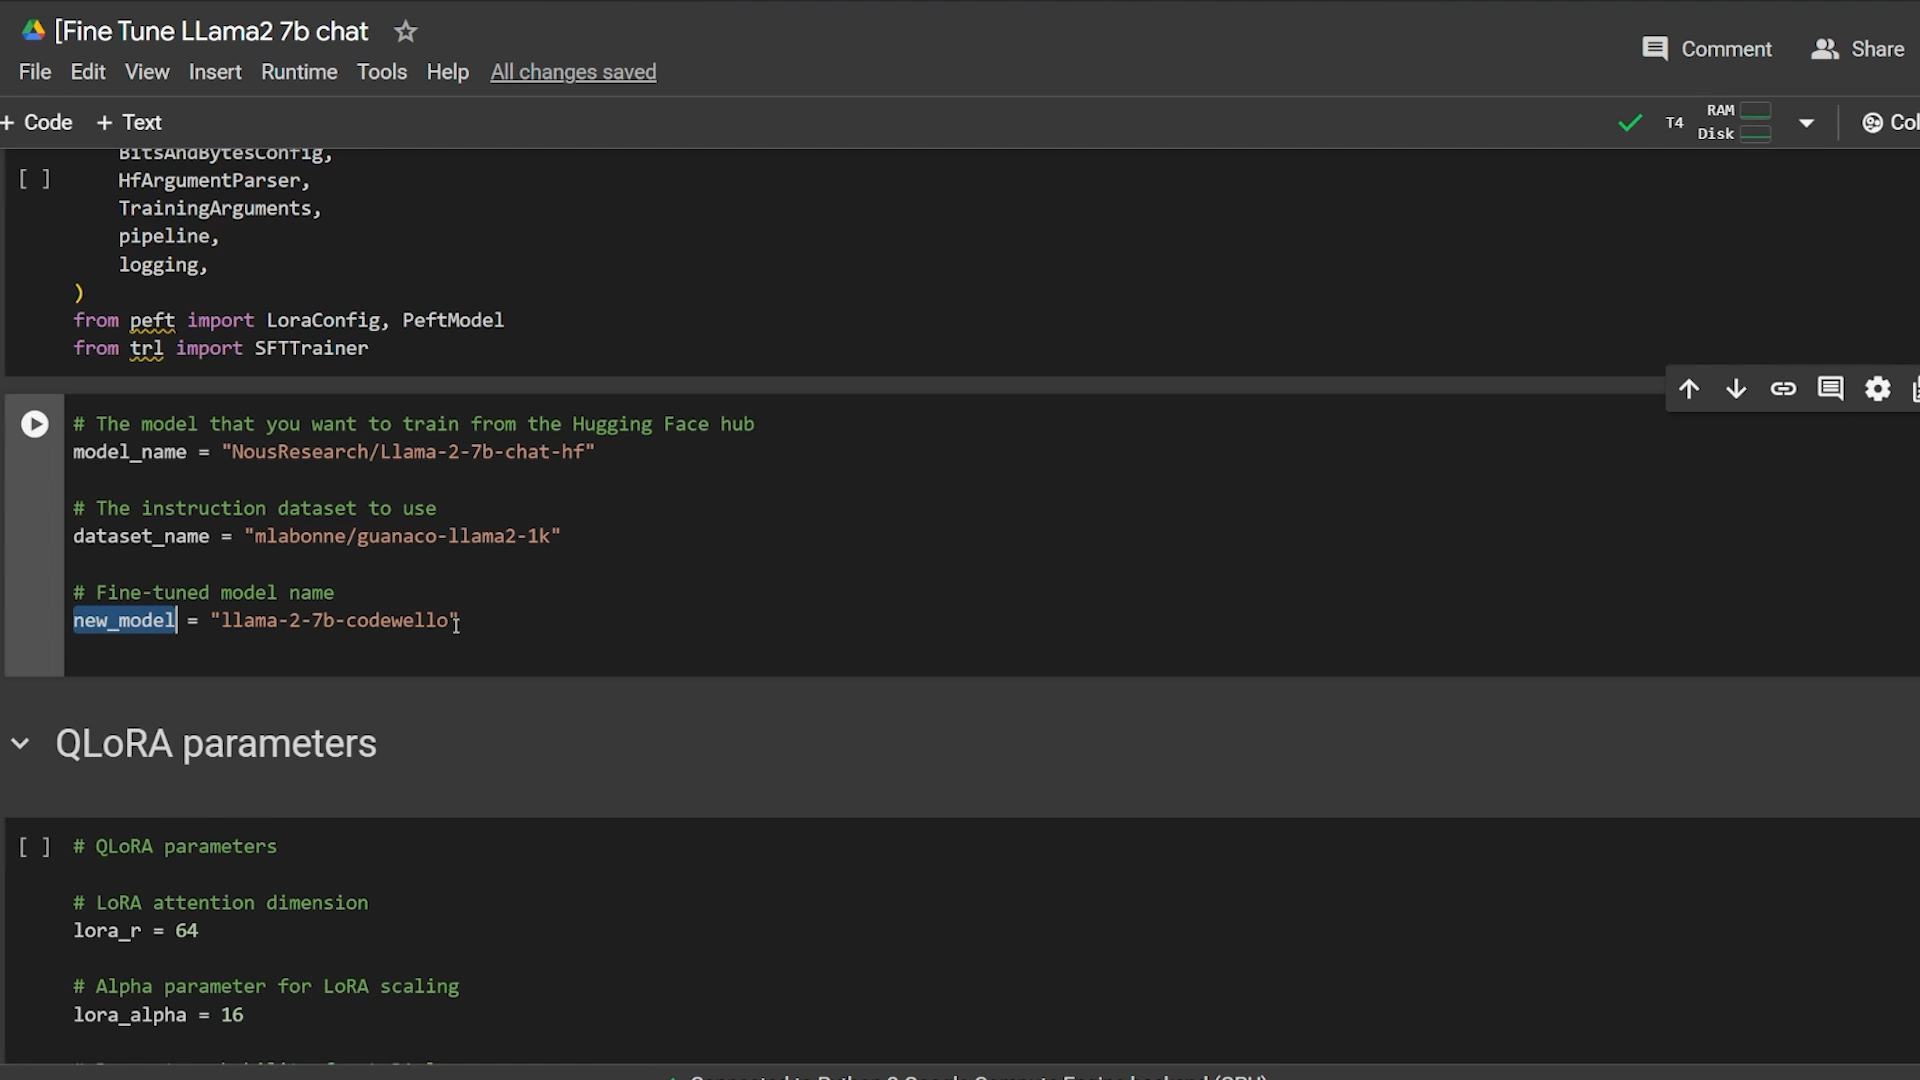 [Fine Tune LLama2 7b chat
Comment Share
File Edit View Insert Runtime Tools Help All changes saved
+ Code + Text
T4 RAM Disk
BitsAndBytesConfig,
[ ] HfArgumentParser,
TrainingArguments,
pipeline,
logging,
)
from peft import LoraConfig, PeftModel
from trl import SFTTrainer
# The model that you want to train from the Hugging Face hub
model_name = "NousResearch/Llama-2-7b-chat-hf"
# The instruction dataset to use
dataset_name = "mlabonne/guanaco-llama2-1k"
# Fine-tuned model name
new_model = "llama-2-7b-codewello"
QLoRA parameters
[ ] # QLoRA parameters
# LoRA attention dimension
lora_r = 64
# Alpha parameter for LoRA scaling
lora_alpha = 16